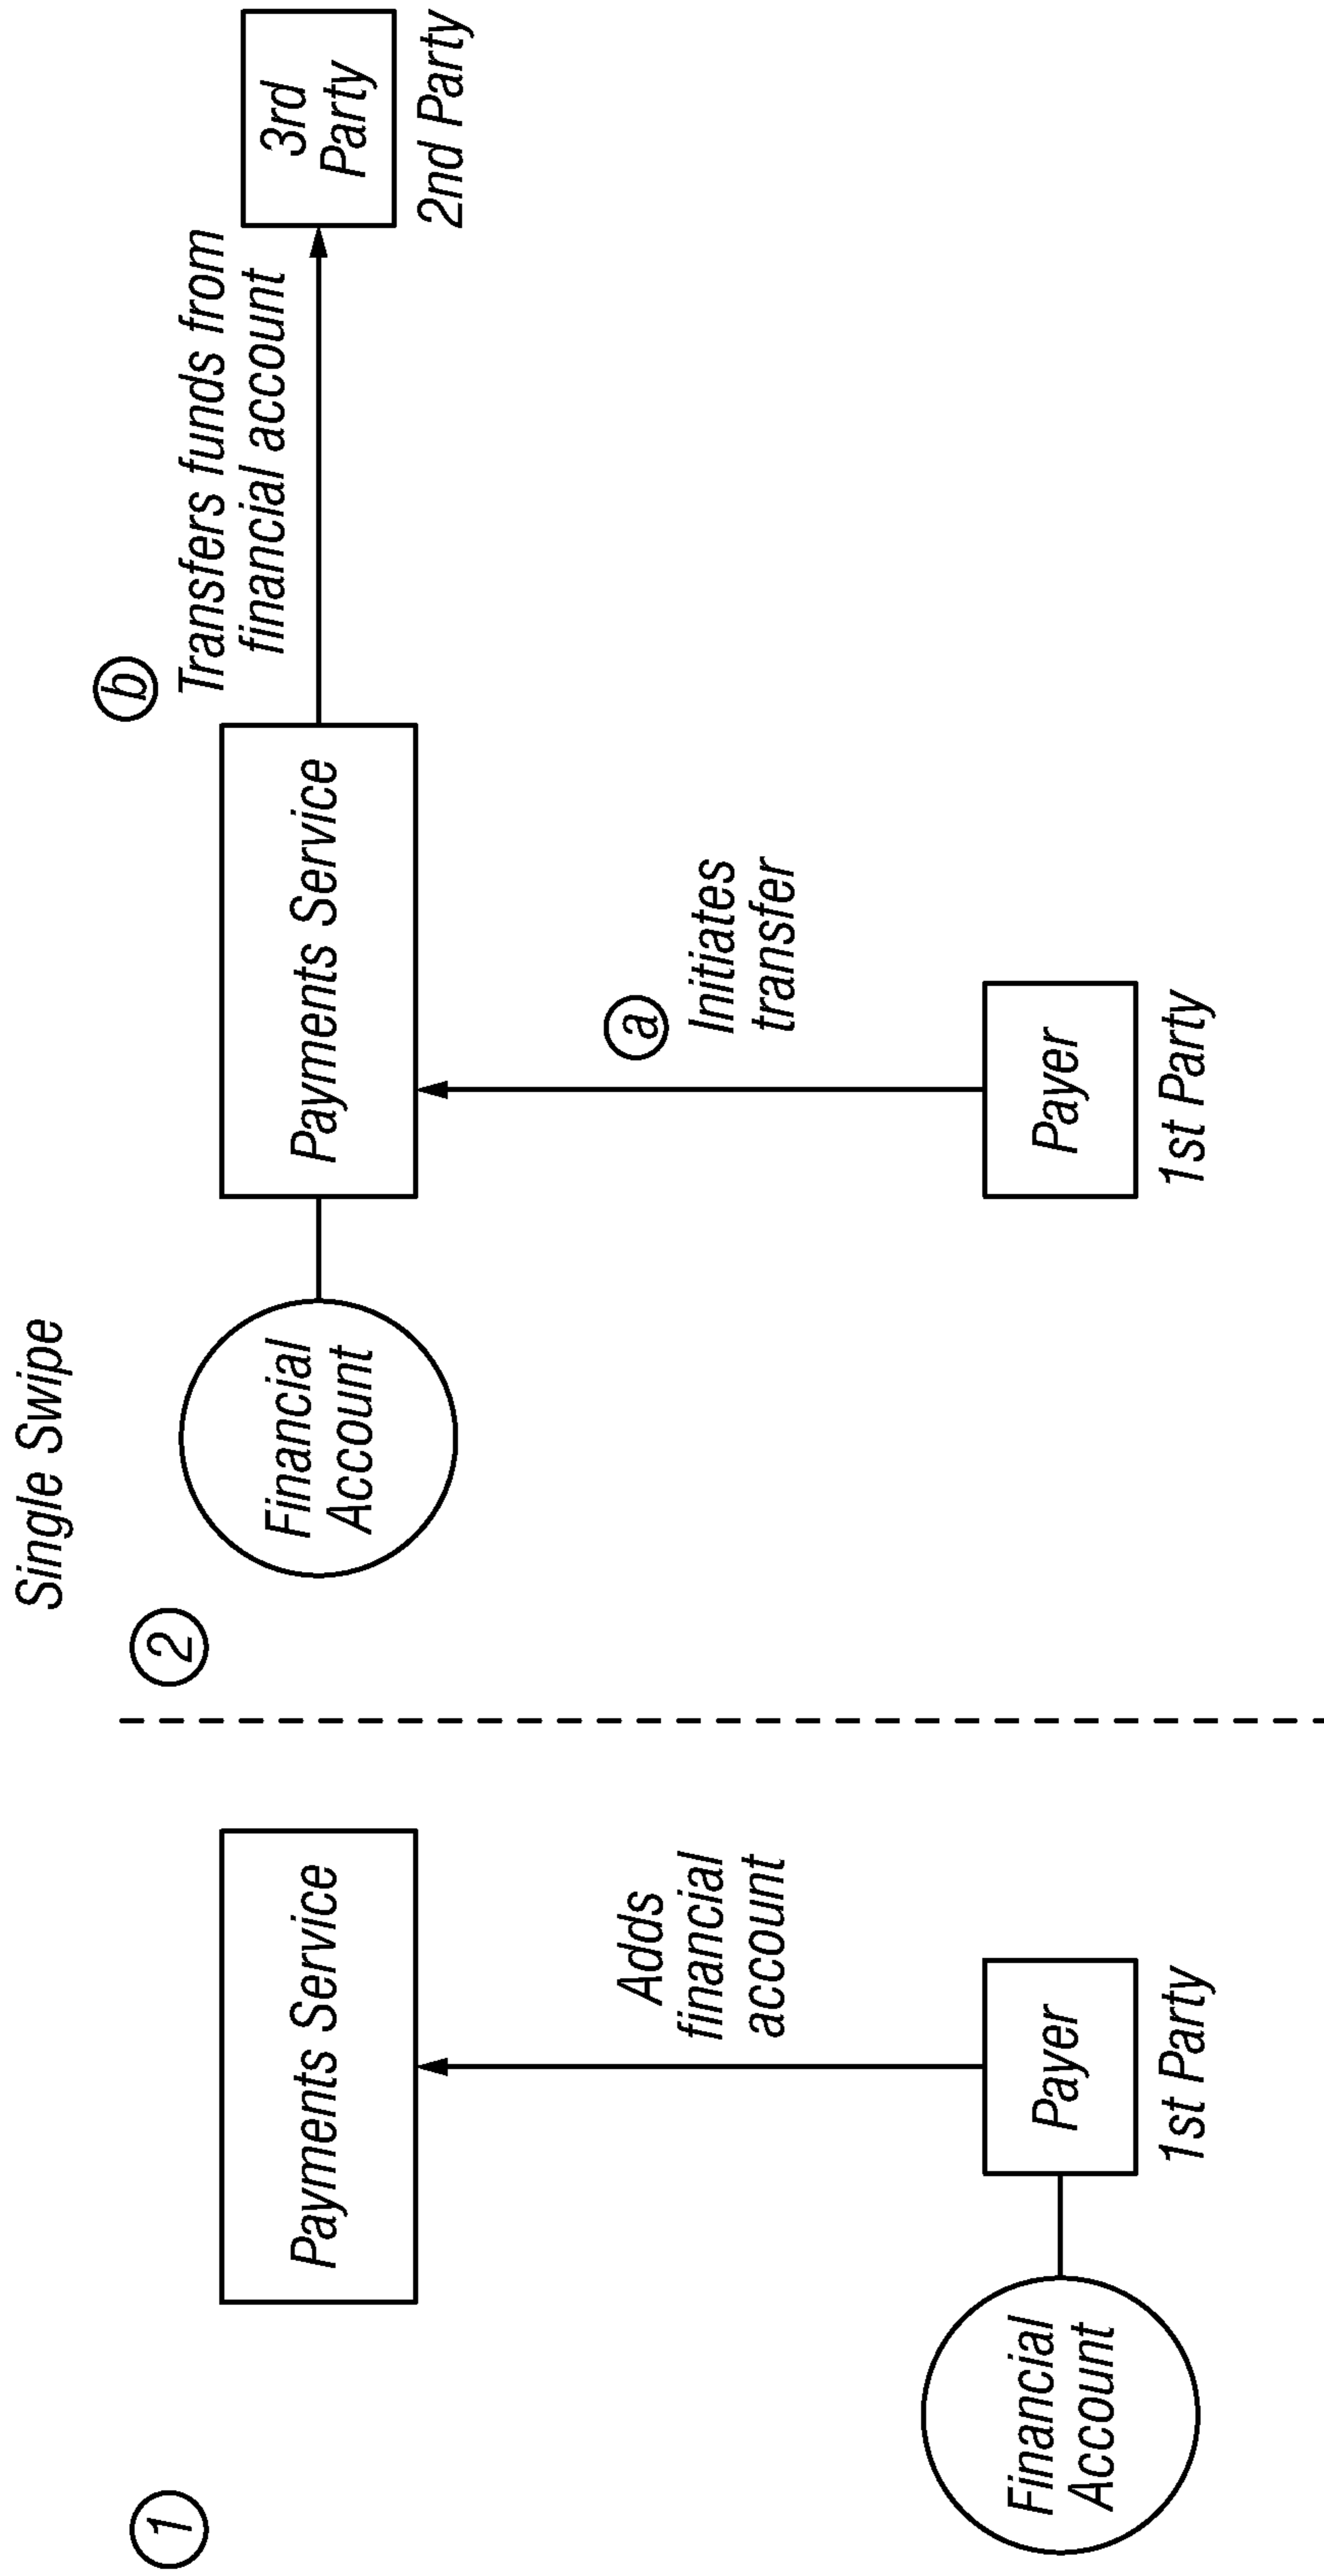 Single Swipe
1
Payments Service
Adds
financial
account
Financial
Account
Payer
1st Party
2
Financial
Account
Payments Service
b
Transfers funds from
financial account
3rd
Party
2nd Party
a
Initiates
transfer
Payer
1st Party